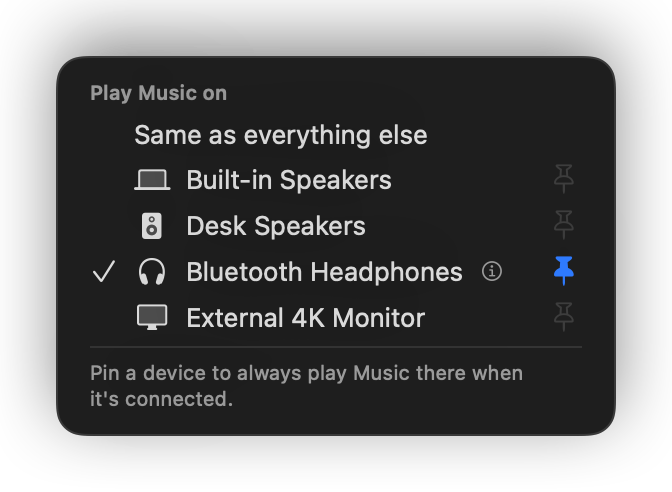 Play Music on
Same as everything else
Built-in Speakers
Desk Speakers
Bluetooth Headphones
External 4K Monitor
Pin a device to always play Music there when
it's connected.